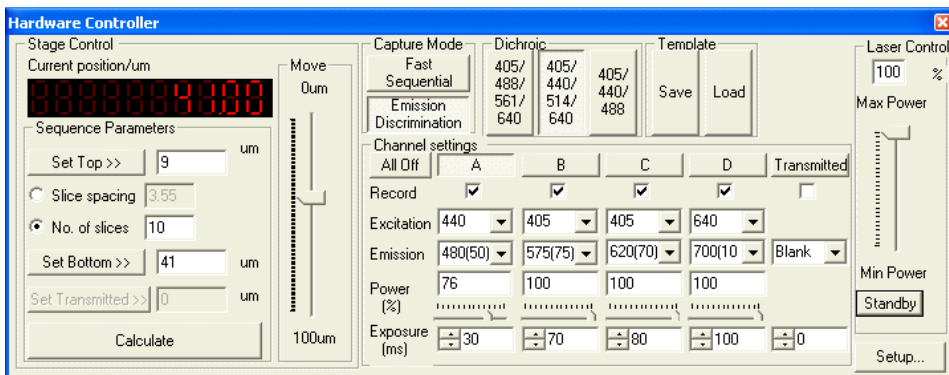 Hardware Controller
Stage Control
Current position/um
41.00
Sequence Parameters
Set Top >> 9 um
Slice spacing 3.55
No. of slices 10
Set Bottom >> 41 um
Set Transmitted >> 0 um
Calculate
Move
0um
100um
Capture Mode
Fast
Sequential
Emission
Discrimination
Dichroic
405/
488/
561/
640
405/
440/
514/
640
405/
440/
488
Template
Save Load
Channel settings
All Off A B C D Transmitted
Record
Excitation 440 405 405 640
Emission 480(50) 575(75) 620(70) 700(10 Blank
Power
(%)
76 100 100 100
Exposure
(ms)
30 70 80 100 0
Laser Control
100 %
Max Power
Min Power
Standby
Setup...